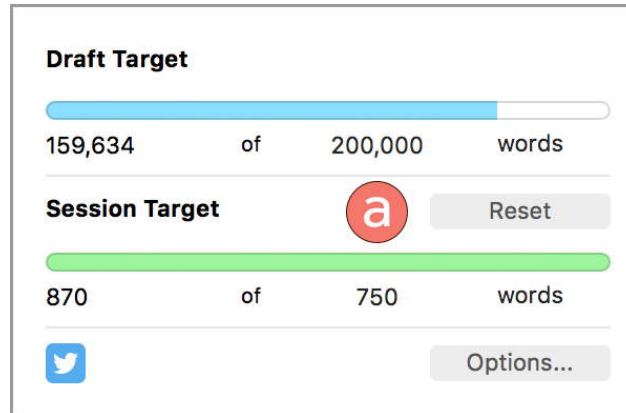 Draft Target
159,634 of 200,000 words
Session Target a Reset
870 of 750 words
Options...